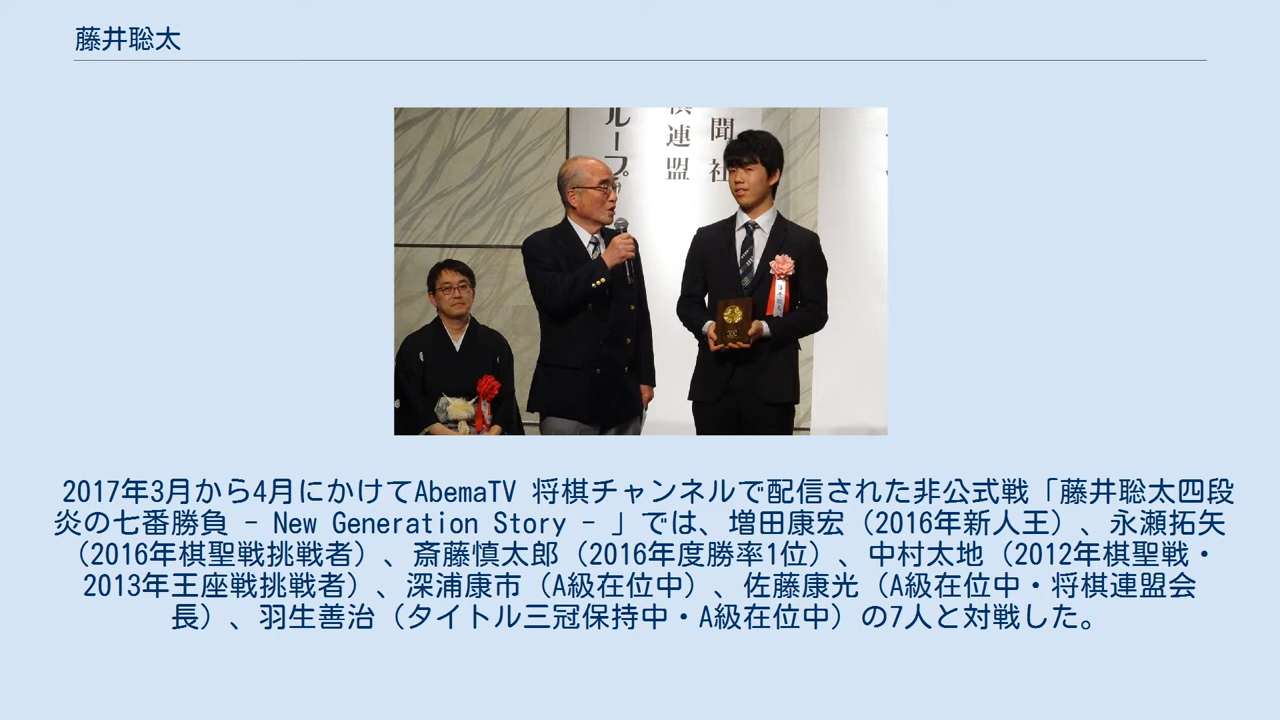 藤井聡太
ループ
棋連盟
聞社
2017年3月から4月にかけてAbemaTV 将棋チャンネルで配信された非公式戦「藤井聡太四段
炎の七番勝負 - New Generation Story - 」では、増田康宏（2016年新人王）、永瀬拓矢
（2016年棋聖戦挑戦者）、斎藤慎太郎（2016年度勝率1位）、中村太地（2012年棋聖戦・
2013年王座戦挑戦者）、深浦康市（A級在位中）、佐藤康光（A級在位中・将棋連盟会
長）、羽生善治（タイトル三冠保持中・A級在位中）の7人と対戦した。